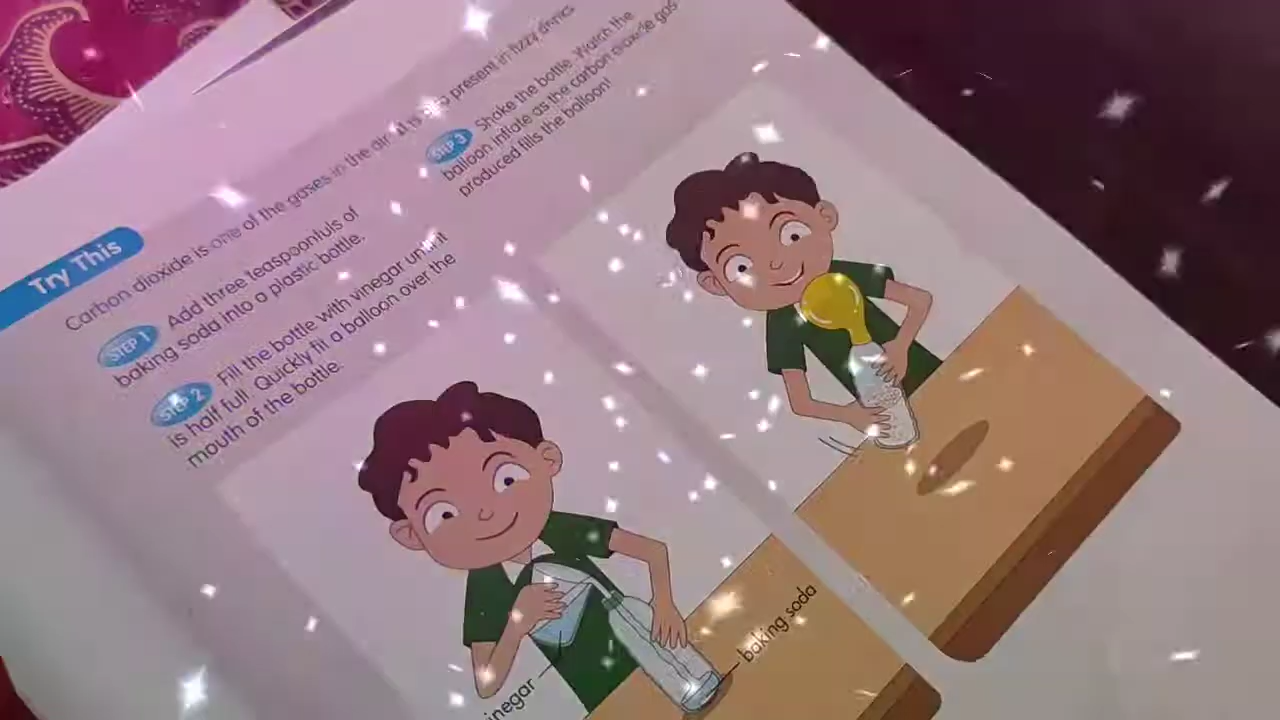 Try This
Carbon dioxide is one of the gases in the air. It is also present in fizzy drinks
STEP 1 Add three teaspoonfuls of
baking soda into a plastic bottle.
STEP 2 Fill the bottle with vinegar until it
is half full. Quickly fit a balloon over the
mouth of the bottle.
STEP 3 Shake the bottle. Watch the
balloon inflate as the carbon dioxide gas
produced fills the balloon!
inegar
baking soda